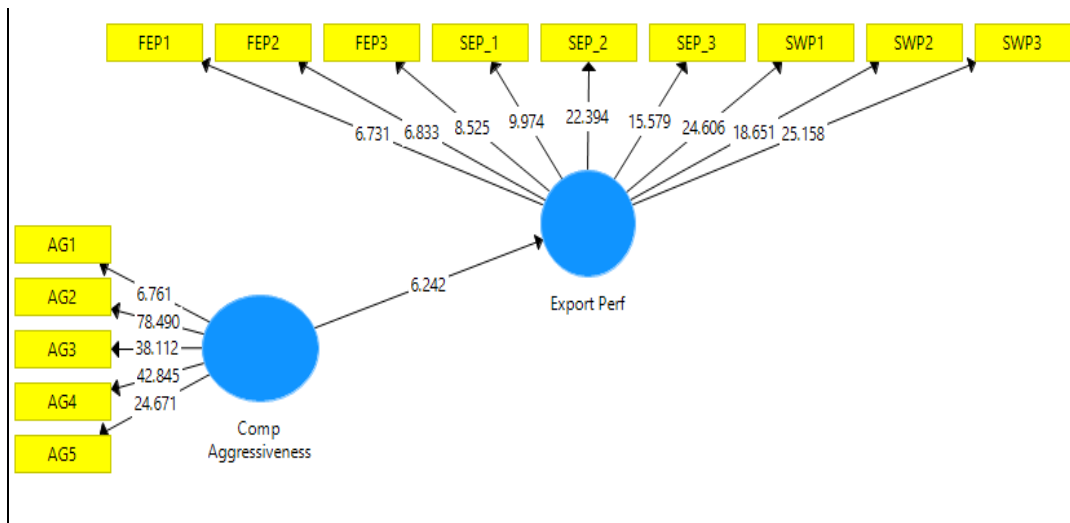 FEP1 FEP2 FEP3 SEP_1 SEP_2 SEP_3 SWP1 SWP2 SWP3
6.731 6.833 8.525 9.974 22.394 15.579 24.606 18.651 25.158
AG1
AG2
AG3
AG4
AG5
6.761
78.490
38.112
42.845
24.671
6.242
Export Perf
Comp
Aggressiveness